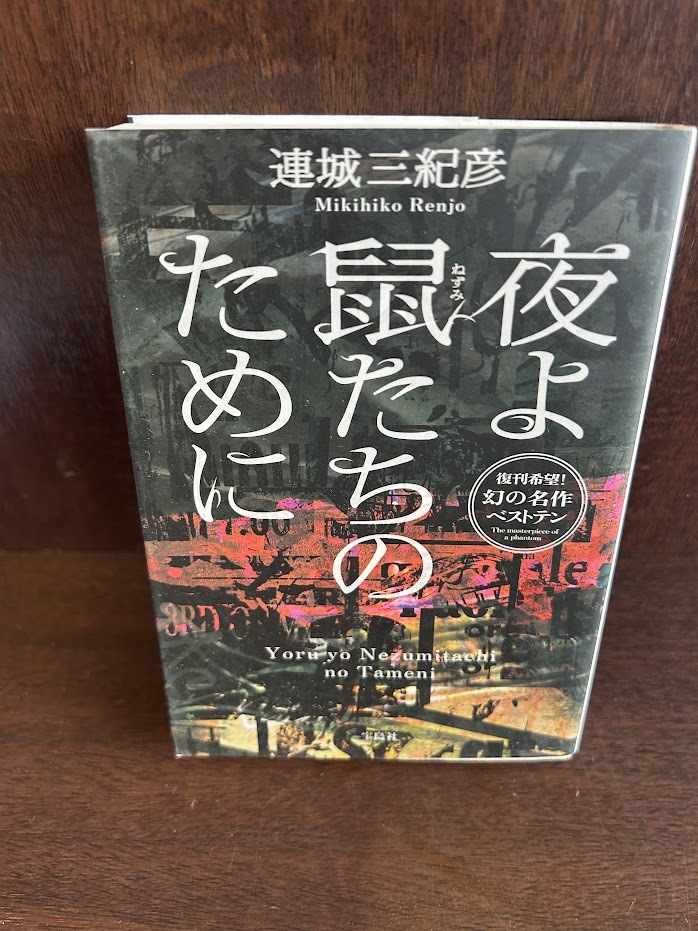 連城三紀彦
Mikihiko Renjo
夜よ
鼠たちの
ねずみ
ために
復刊希望!
幻の名作
ベストテン
The masterpiece of
a phantom
3RD
Yoru yo Nezumitachi
no Tameni
宝島社